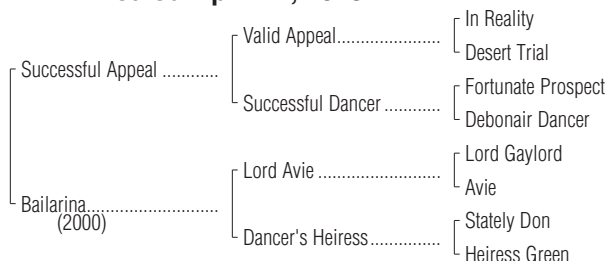 In Reality
Valid Appeal....................
Desert Trial
Successful Appeal ............
Fortunate Prospect
Successful Dancer ............
Debonair Dancer
Lord Gaylord
Lord Avie ........................
Avie
Bailarina............................
(2000)
Stately Don
Dancer's Heiress...............
Heiress Green